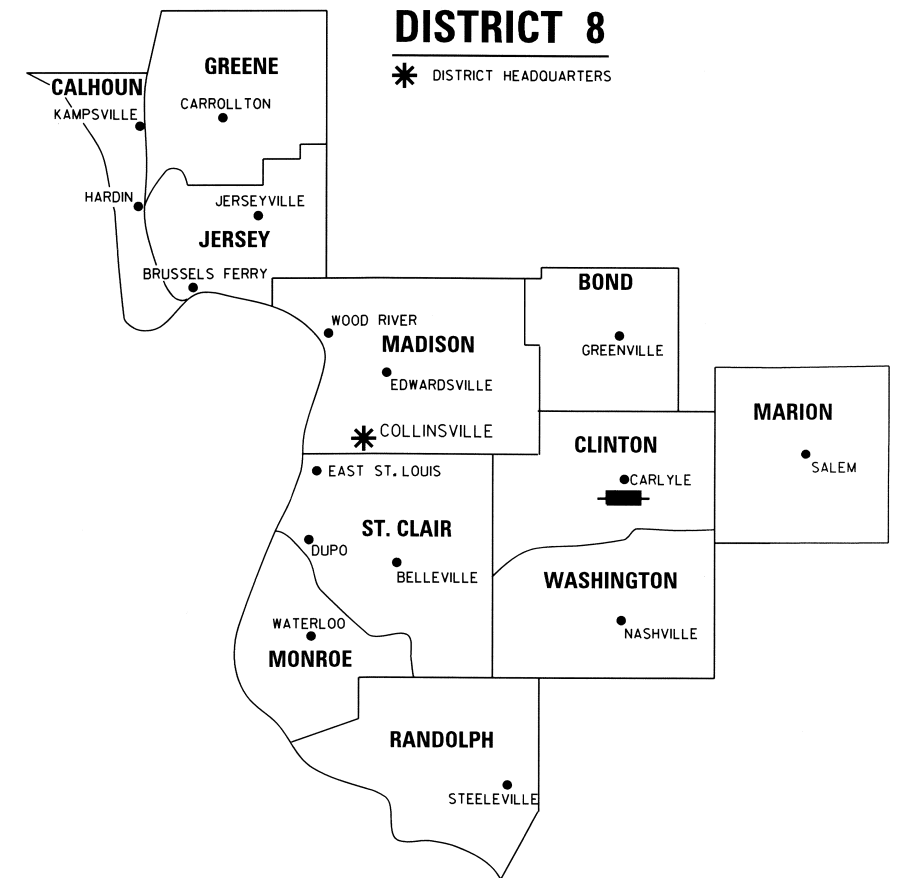 DISTRICT 8
DISTRICT HEADQUARTERS
GREENE
CALHOUN
CARROLLTON
KAMPSVILLE
HARDIN
JERSEYVILLE
JERSEY
BRUSSELS FERRY
BOND
WOOD RIVER
MADISON
GREENVILLE
EDWARDSVILLE
MARION
COLLINSVILLE
CLINTON
SALEM
EAST ST. LOUIS
CARLYLE
ST. CLAIR
DUPO
BELLEVILLE
WASHINGTON
WATERLOO
NASHVILLE
MONROE
RANDOLPH
STEELEVILLE